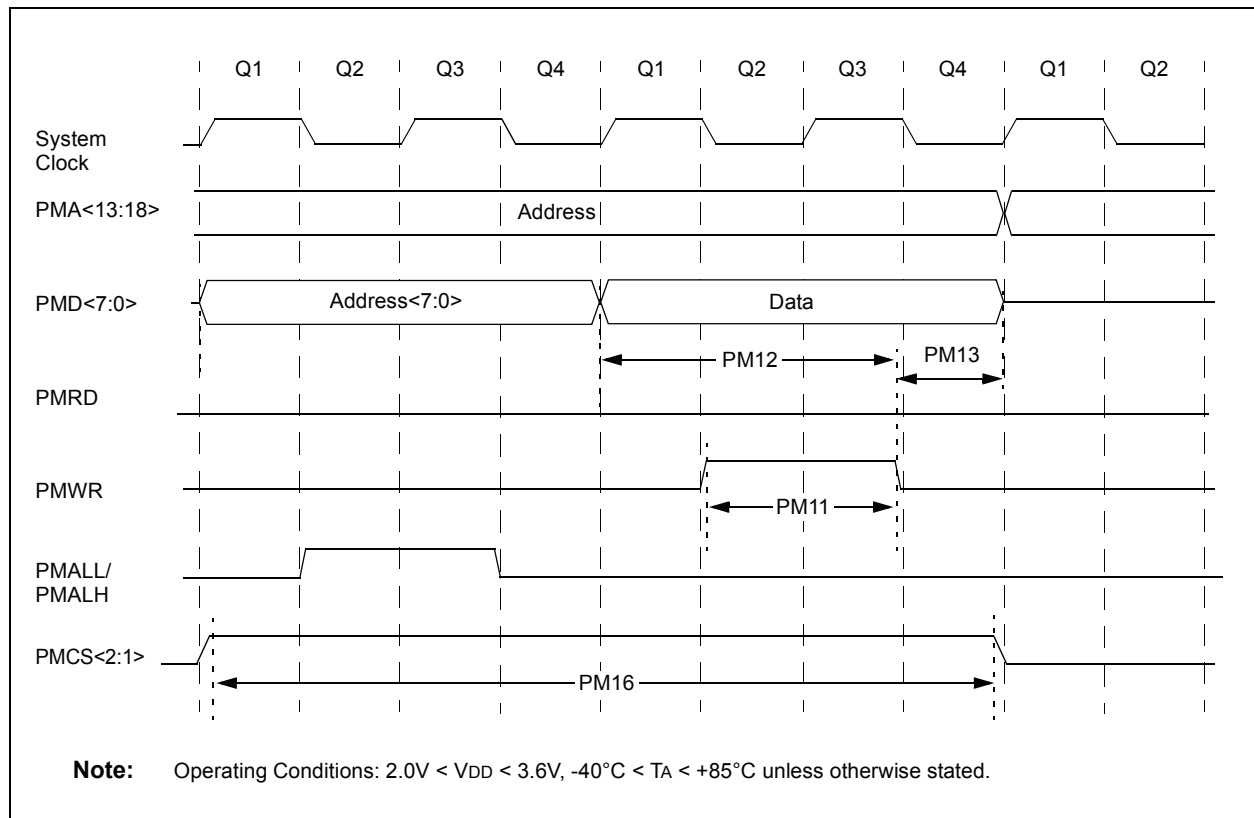 Q1 Q2 Q3 Q4 Q1 Q2 Q3 Q4 Q1 Q2
System
Clock
PMA<13:18>
Address
PMD<7:0>
Address<7:0>
Data
PM12
PM13
PMRD
PMWR
PM11
PMALL/
PMALH
PMCS<2:1>
PM16
Note: Operating Conditions: 2.0V < VDD < 3.6V, -40°C < TA < +85°C unless otherwise stated.